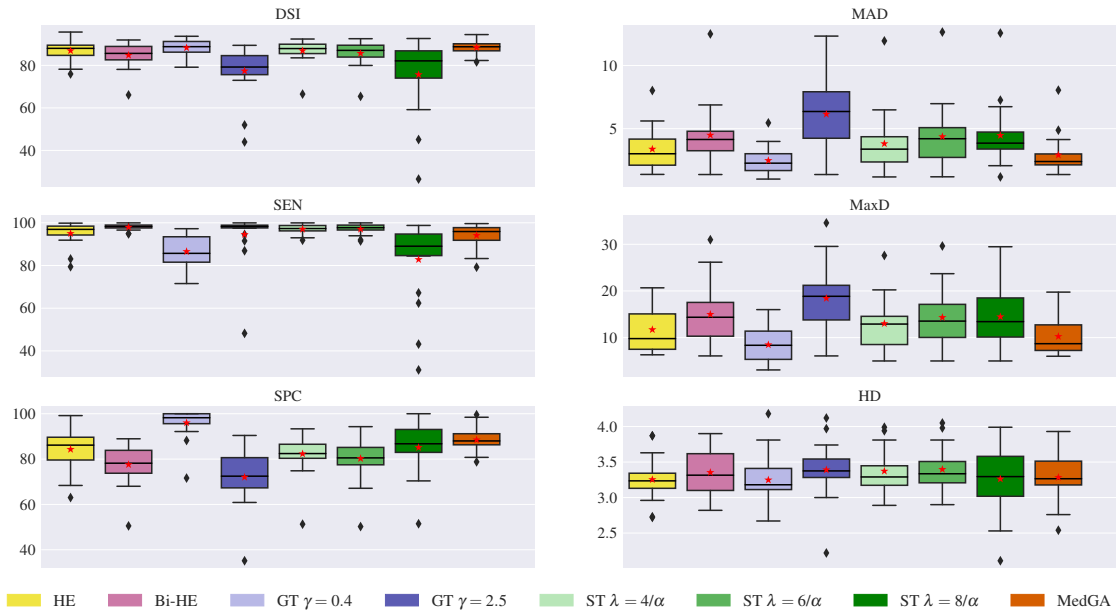 DSI
80
60
40
MAD
10
5
SEN
100
80
60
40
MaxD
30
20
10
SPC
100
80
60
40
HD
4.0
3.5
3.0
2.5
HE Bi-HE GT γ = 0.4 GT γ = 2.5 ST λ = 4/α ST λ = 6/α ST λ = 8/α MedGA